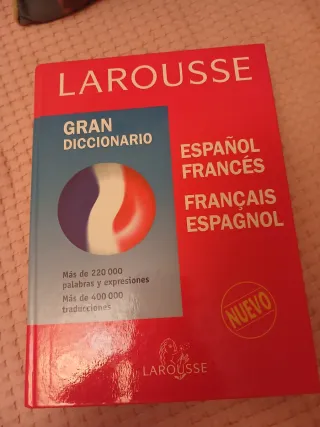 LAROUSSE
GRAN
DICCIONARIO
ESPAÑOL
FRANCÉS
FRANÇAIS
ESPAGNOL
Más de 220 000
palabras y expresiones
Más de 400 000
traducciones
NUEVO
LAROUSSE